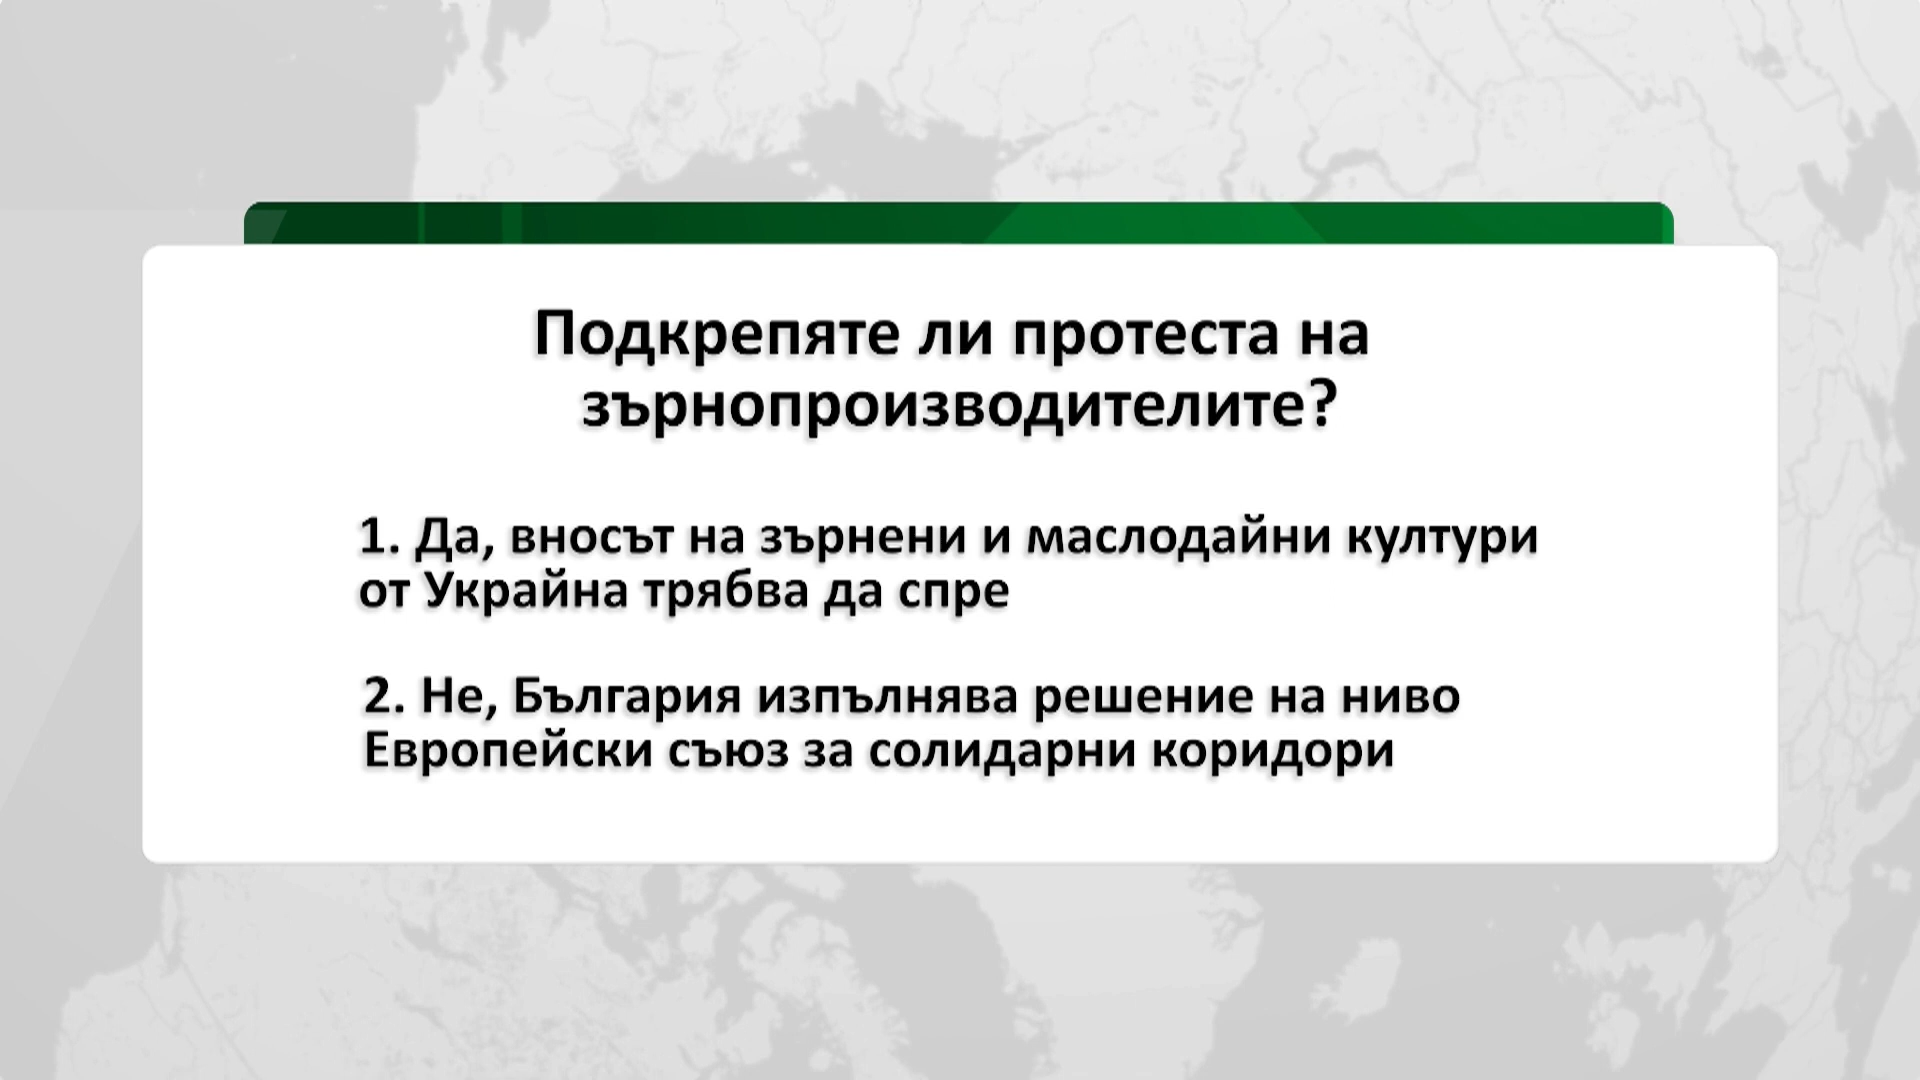 Подкрепяте ли протеста на
зърнопроизводителите?
1. Да, вносът на зърнени и маслодайни култури
от Украйна трябва да спре
2. Не, България изпълнява решение на ниво
Европейски съюз за солидарни коридори